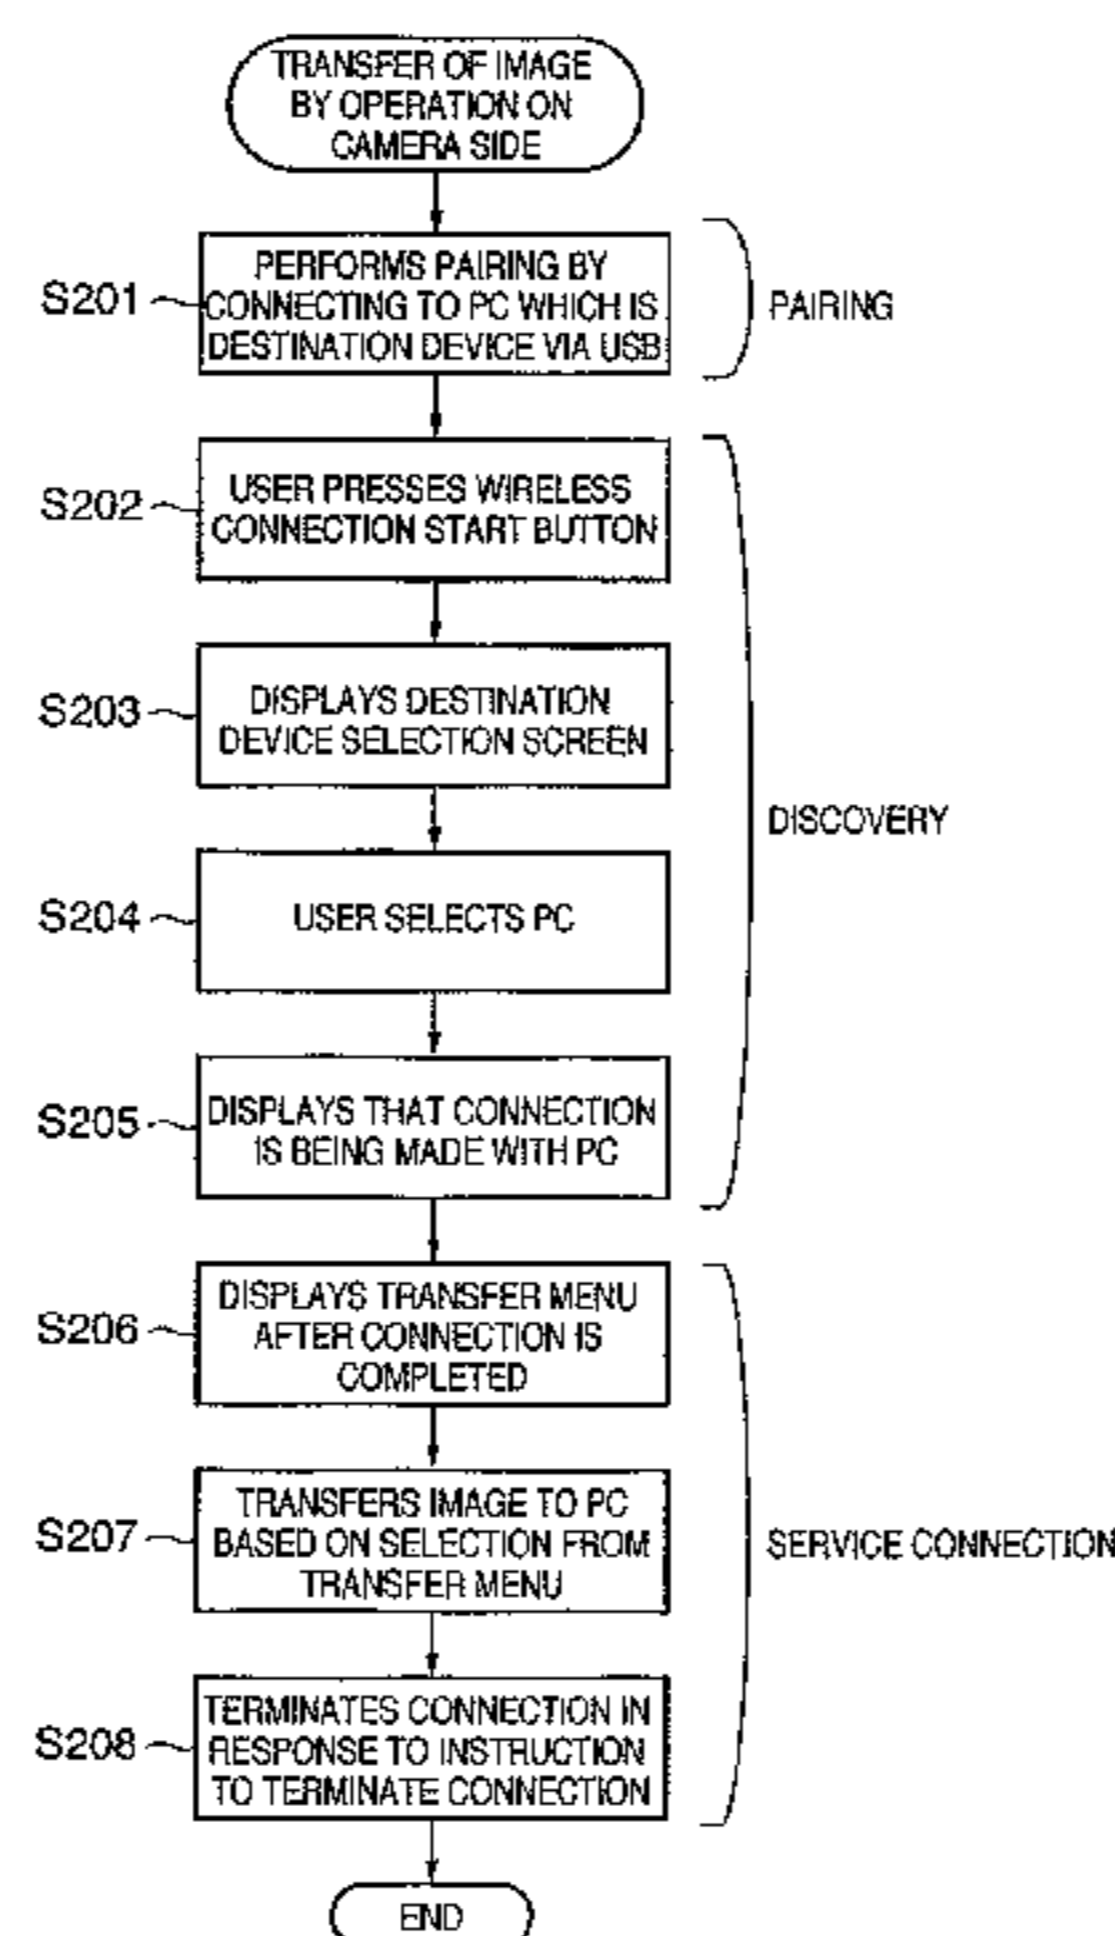 TRANSFER OF IMAGE
BY OPERATION ON
CAMERA SIDE
S201
PERFORMS PAIRING BY
CONNECTING TO PC WHICH IS
DESTINATION DEVICE VIA USB
PAIRING
S202
USER PRESSES WIRELESS
CONNECTION START BUTTON
S203
DISPLAYS DESTINATION
DEVICE SELECTION SCREEN
DISCOVERY
S204
USER SELECTS PC
S205
DISPLAYS THAT CONNECTION
IS BEING MADE WITH PC
S206
DISPLAYS TRANSFER MENU
AFTER CONNECTION IS
COMPLETED
S207
TRANSFERS IMAGE TO PC
BASED ON SELECTION FROM
TRANSFER MENU
SERVICE CONNECTION
S208
TERMINATES CONNECTION IN
RESPONSE TO INSTRUCTION
TO TERMINATE CONNECTION
END